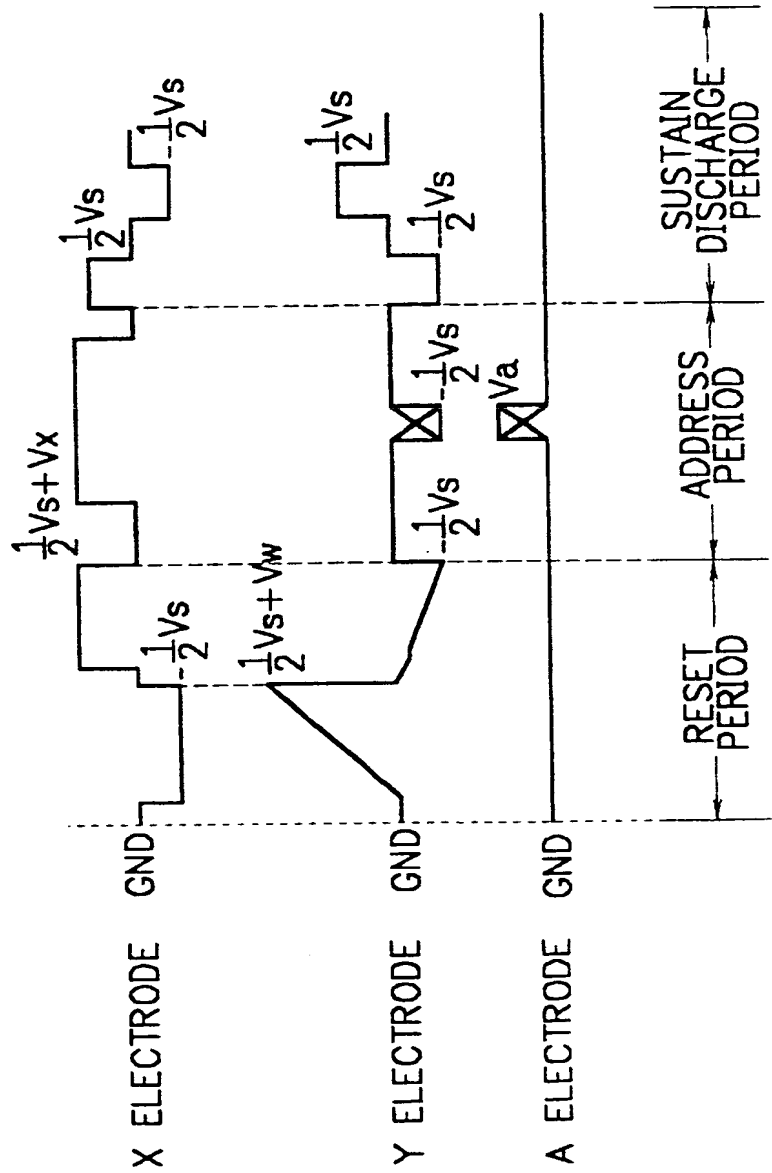 X ELECTRODE GND
½Vs+Vx
-½Vs
½Vs
-½Vs
Y ELECTRODE GND
½Vs+Vw
-½Vs
-½Vs
-½Vs
½Vs
A ELECTRODE GND
Va
RESET
PERIOD
ADDRESS
PERIOD
SUSTAIN
DISCHARGE
PERIOD